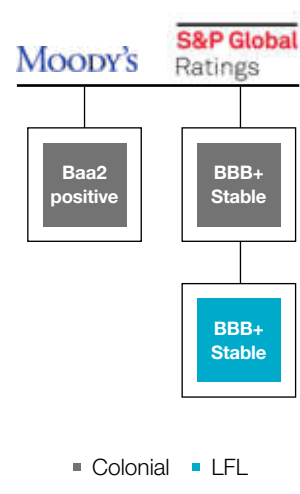 MOODY'S
S&P Global
Ratings
Baa2
positive
BBB+
Stable
BBB+
Stable
Colonial
LFL